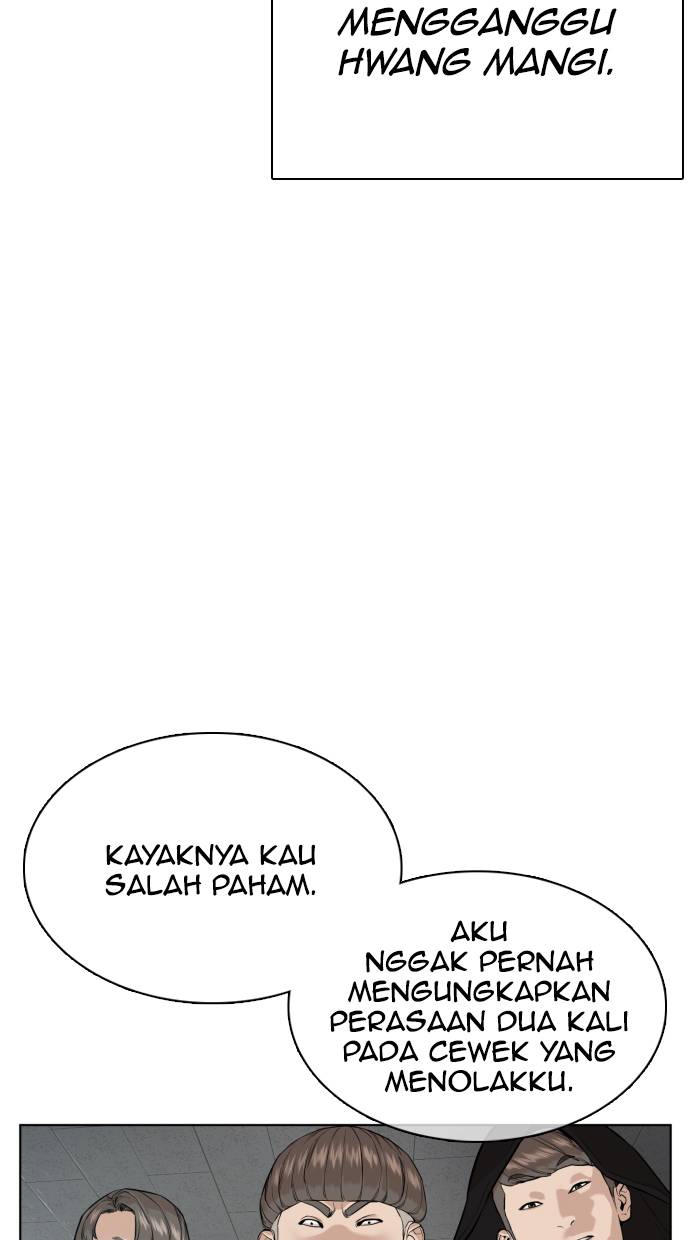 MENGGANGGU
HWANG MANGI.
KAYAKNYA KAU
SALAH PAHAM.
AKU
NGGAK PERNAH
MENGUNGKAPKAN
PERASAAN DUA KALI
PADA CEWEK YANG
MENOLAKKU.